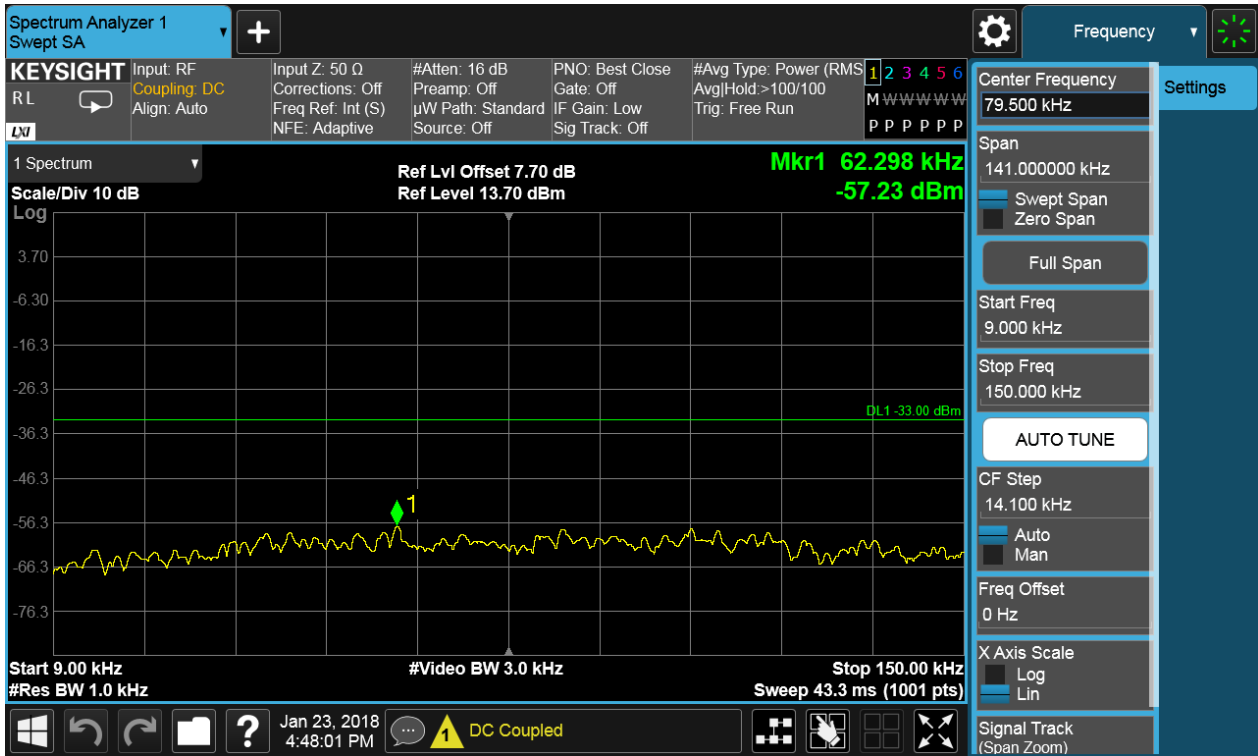 Spectrum Analyzer 1
Swept SA
+
Frequency
KEYSIGHT
R L
LXI
Input: RF
Coupling: DC
Align: Auto
Input Z: 50 Ω
Corrections: Off
Freq Ref: Int (S)
NFE: Adaptive
#Atten: 16 dB
Preamp: Off
µW Path: Standard
Source: Off
PNO: Best Close
Gate: Off
IF Gain: Low
Sig Track: Off
#Avg Type: Power (RMS
Avg|Hold:>100/100
Trig: Free Run
1 2 3 4 5 6
M W W W W W
P P P P P P
1 Spectrum
Scale/Div 10 dB
Log
Ref Lvl Offset 7.70 dB
Ref Level 13.70 dBm
Mkr1 62.298 kHz
-57.23 dBm
3.70
-6.30
-16.3
-26.3
DL1 -33.00 dBm
-36.3
-46.3
1
-56.3
-66.3
-76.3
Start 9.00 kHz
#Video BW 3.0 kHz
Stop 150.00 kHz
#Res BW 1.0 kHz
Sweep 43.3 ms (1001 pts)
Center Frequency
79.500 kHz
Span
141.000000 kHz
Swept Span
Zero Span
Full Span
Start Freq
9.000 kHz
Stop Freq
150.000 kHz
AUTO TUNE
CF Step
14.100 kHz
Auto
Man
Freq Offset
0 Hz
X Axis Scale
Log
Lin
Signal Track
(Span Zoom)
Settings
?
Jan 23, 2018
4:48:01 PM
1
DC Coupled